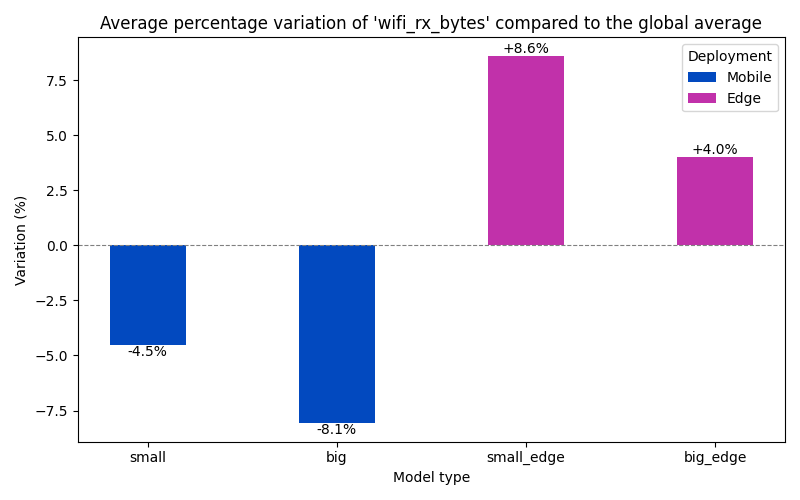 Average percentage variation of 'wifi_rx_bytes' compared to the global average
+8.6%
Deployment
Mobile
Edge
7.5
5.0
+4.0%
2.5
Variation (%)
0.0
−2.5
-4.5%
−5.0
−7.5
-8.1%
small
big
small_edge
big_edge
Model type